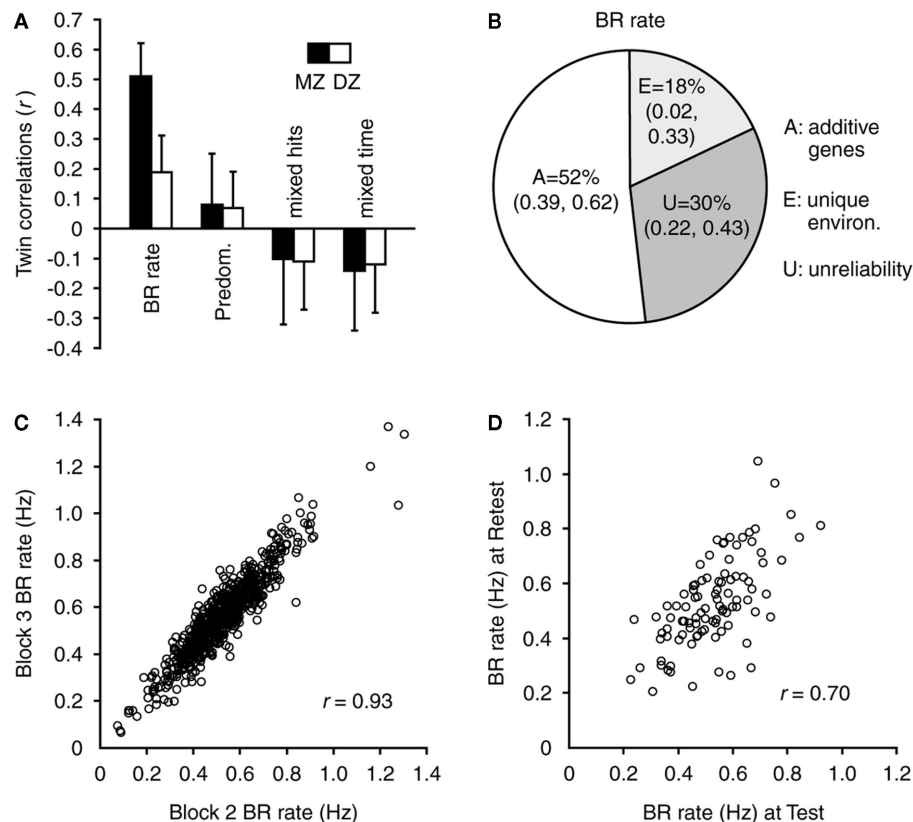 A
0.7
0.6
0.5
0.4
0.3
0.2
0.1
0
-0.1
-0.2
-0.3
-0.4
Twin correlations (r)
MZ DZ
BR rate
Predom.
mixed hits
mixed time
B
BR rate
E=18%
(0.02,
0.33)
A=52%
(0.39, 0.62)
U=30%
(0.22, 0.43)
A: additive
genes
E: unique
environ.
U: unreliability
C
1.4
1.2
1.0
0.8
0.6
0.4
0.2
0
Block 3 BR rate (Hz)
r = 0.93
0 0.2 0.4 0.6 0.8 1.0 1.2 1.4
Block 2 BR rate (Hz)
D
1.2
1.0
0.8
0.6
0.4
0.2
0
BR rate (Hz) at Retest
r = 0.70
0 0.2 0.4 0.6 0.8 1.0 1.2
BR rate (Hz) at Test